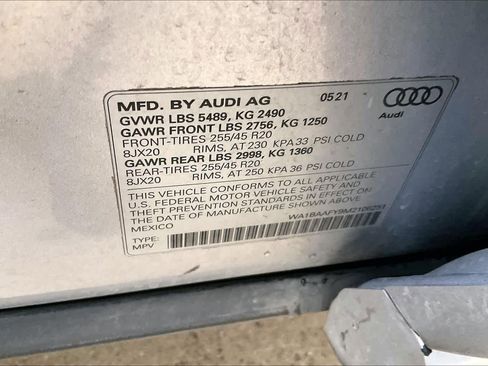 MFD. BY AUDI AG 05 21
GVWR LBS 5489, KG 2490
GAWR FRONT LBS 2756, KG 1250
FRONT-TIRES 255/45 R20
8JX20 RIMS, AT 230 KPA 33 PSI COLD
GAWR REAR LBS 2998, KG 1360
REAR-TIRES 255/45 R20
8JX20 RIMS, AT 250 KPA 36 PSI COLD
THIS VEHICLE CONFORMS TO ALL APPLICABLE
U.S. FEDERAL MOTOR VEHICLE SAFETY AND
THEFT PREVENTION STANDARDS IN EFFECT ON
THE DATE OF MANUFACTURE SHOWN ABOVE.
MEXICO
TYPE:
MPV